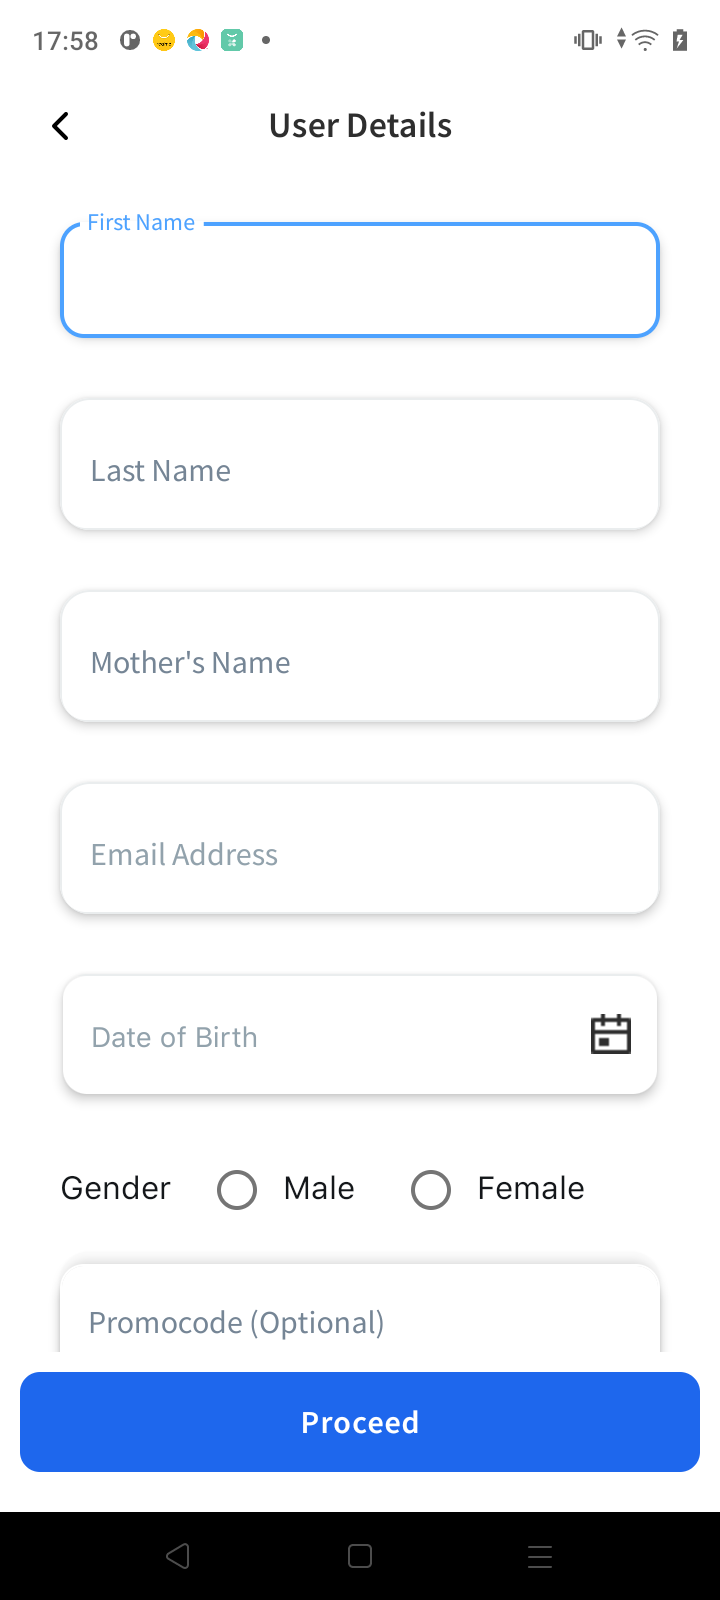 17:58
User Details
First Name
Last Name
Mother's Name
Email Address
Date of Birth
Gender Male Female
Promocode (Optional)
Proceed